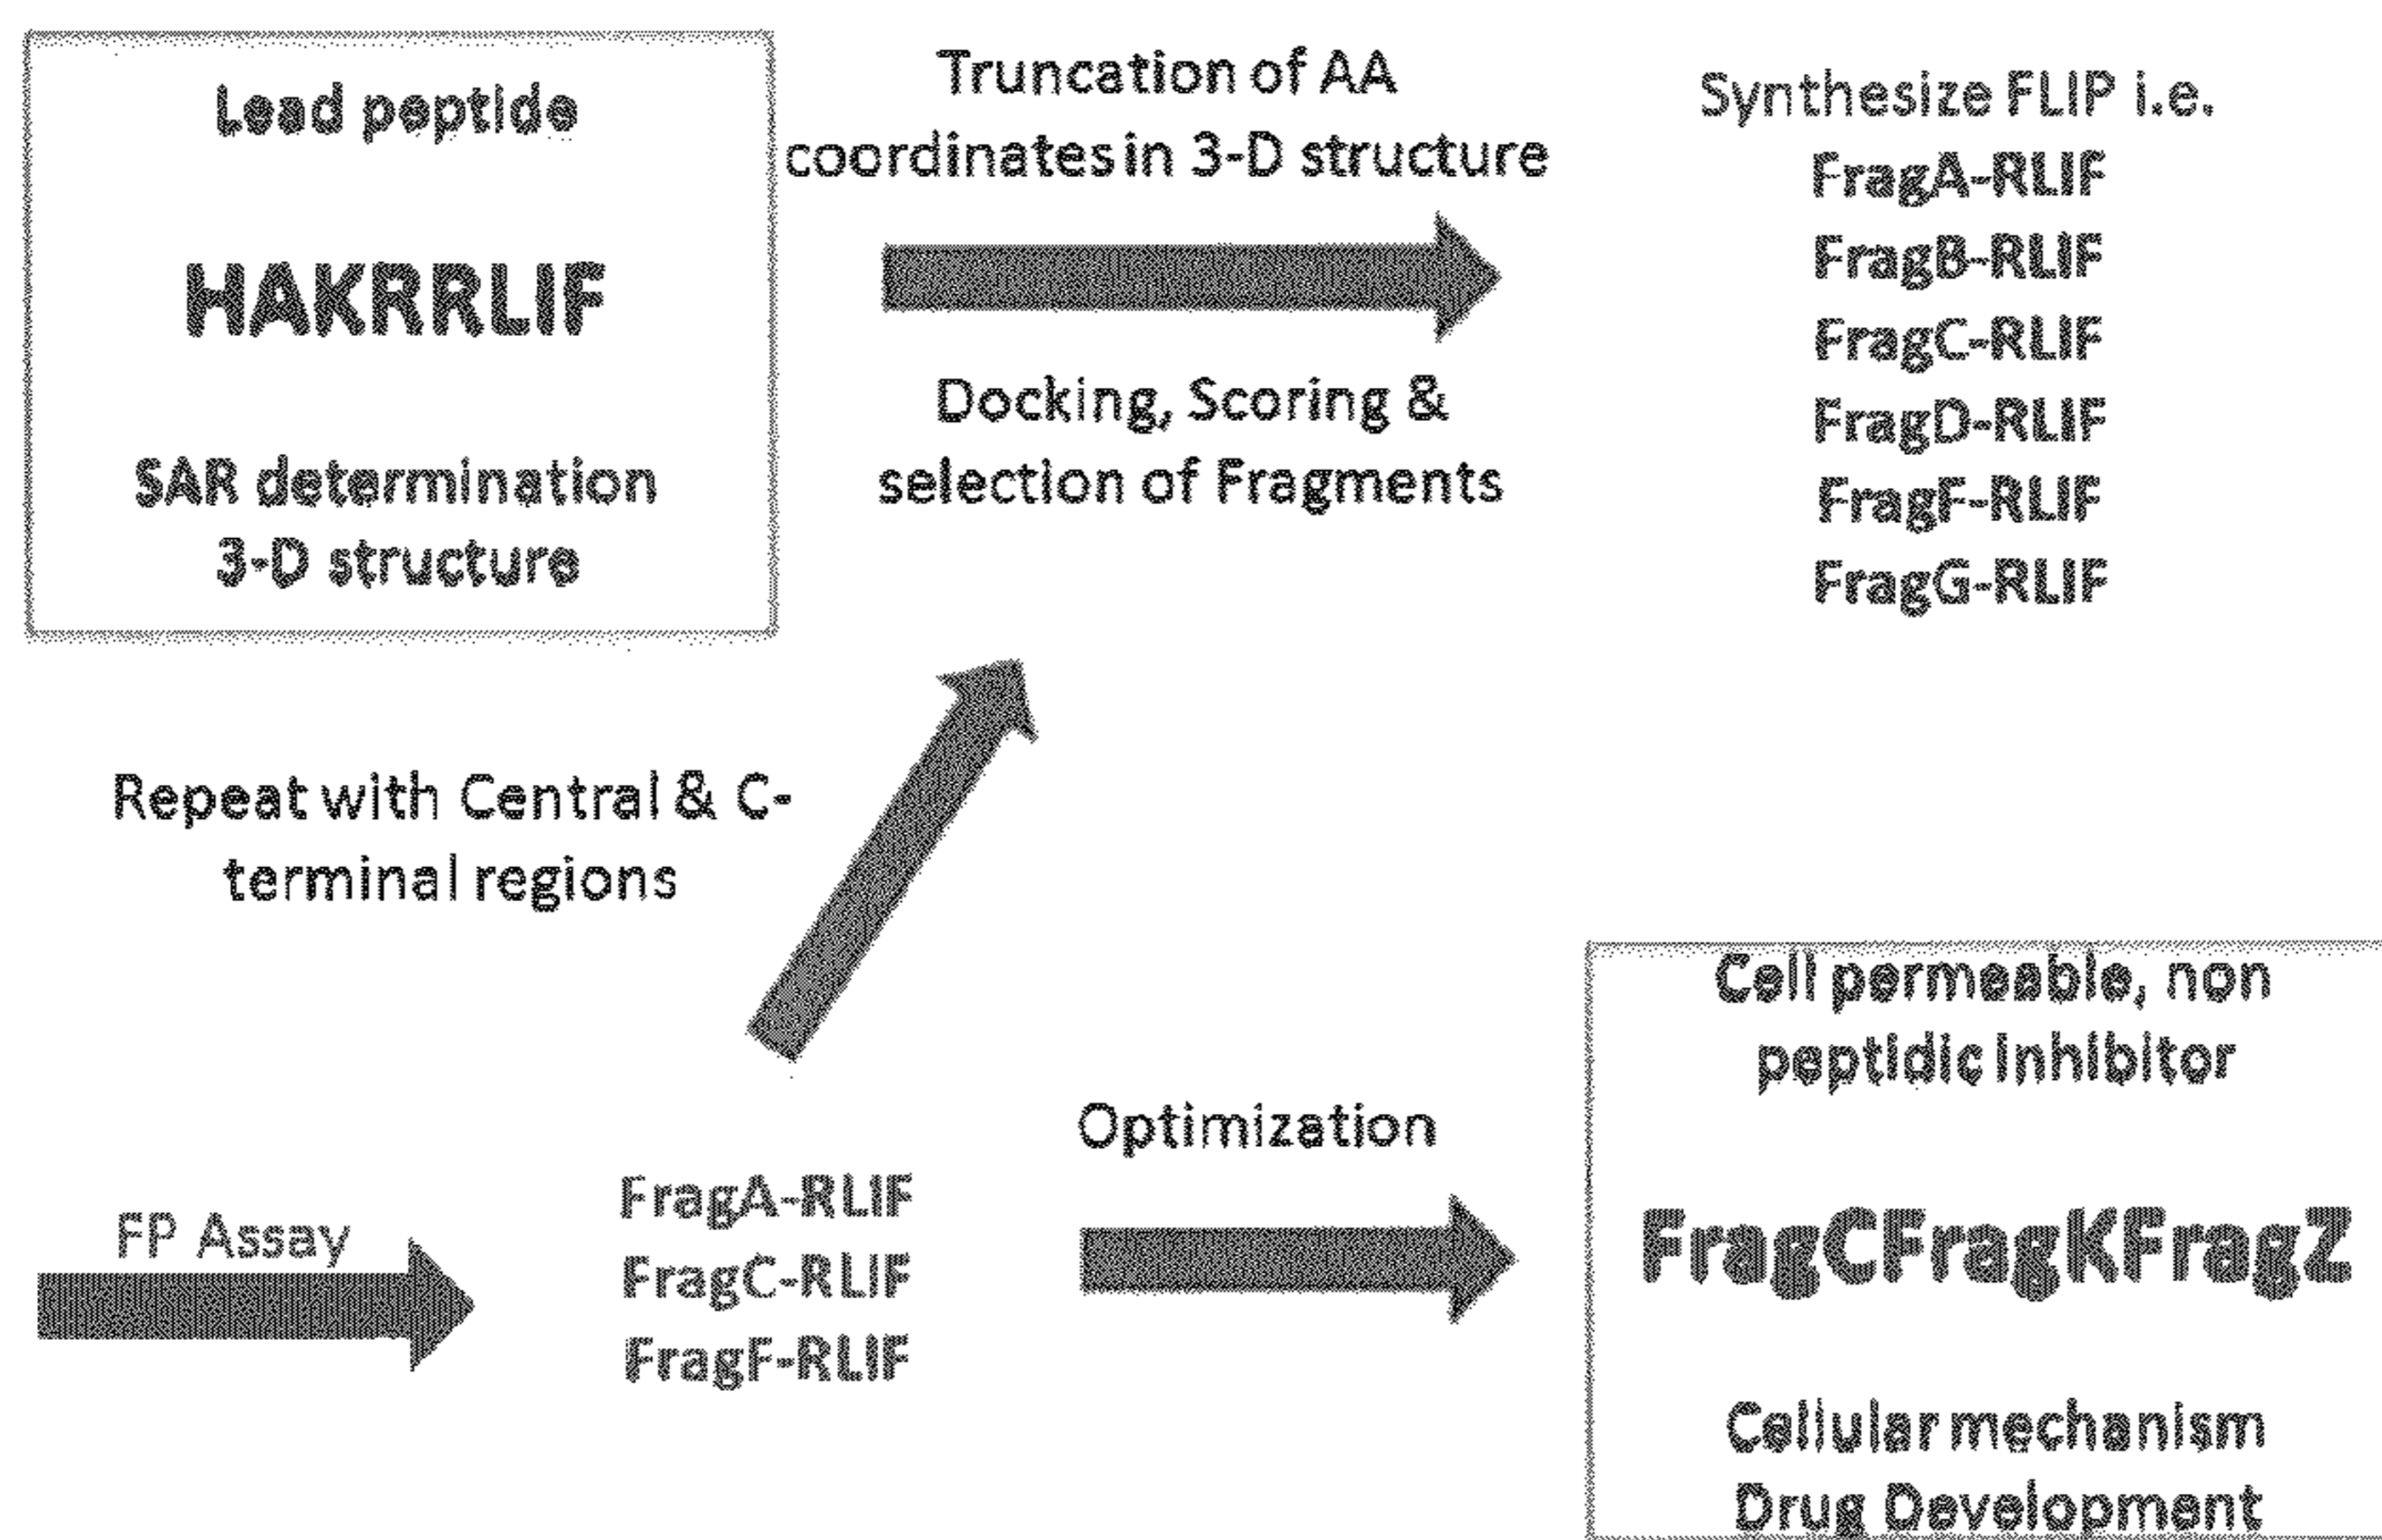 Lead peptide
HAKRRLIF
SAR determination
3-D structure
Truncation of AA
coordinates in 3-D structure
Docking, Scoring &
selection of Fragments
Synthesize FLIP i.e.
FragA-RLIF
FragB-RLIF
FragC-RLIF
FragD-RLIF
FragF-RLIF
FragG-RLIF
Repeat with Central & C-
terminal regions
FP Assay
FragA-RLIF
FragC-RLIF
FragF-RLIF
Optimization
Cell permeable, non
peptidic inhibitor
FragCFragKFragZ
Cellular mechanism
Drug Development